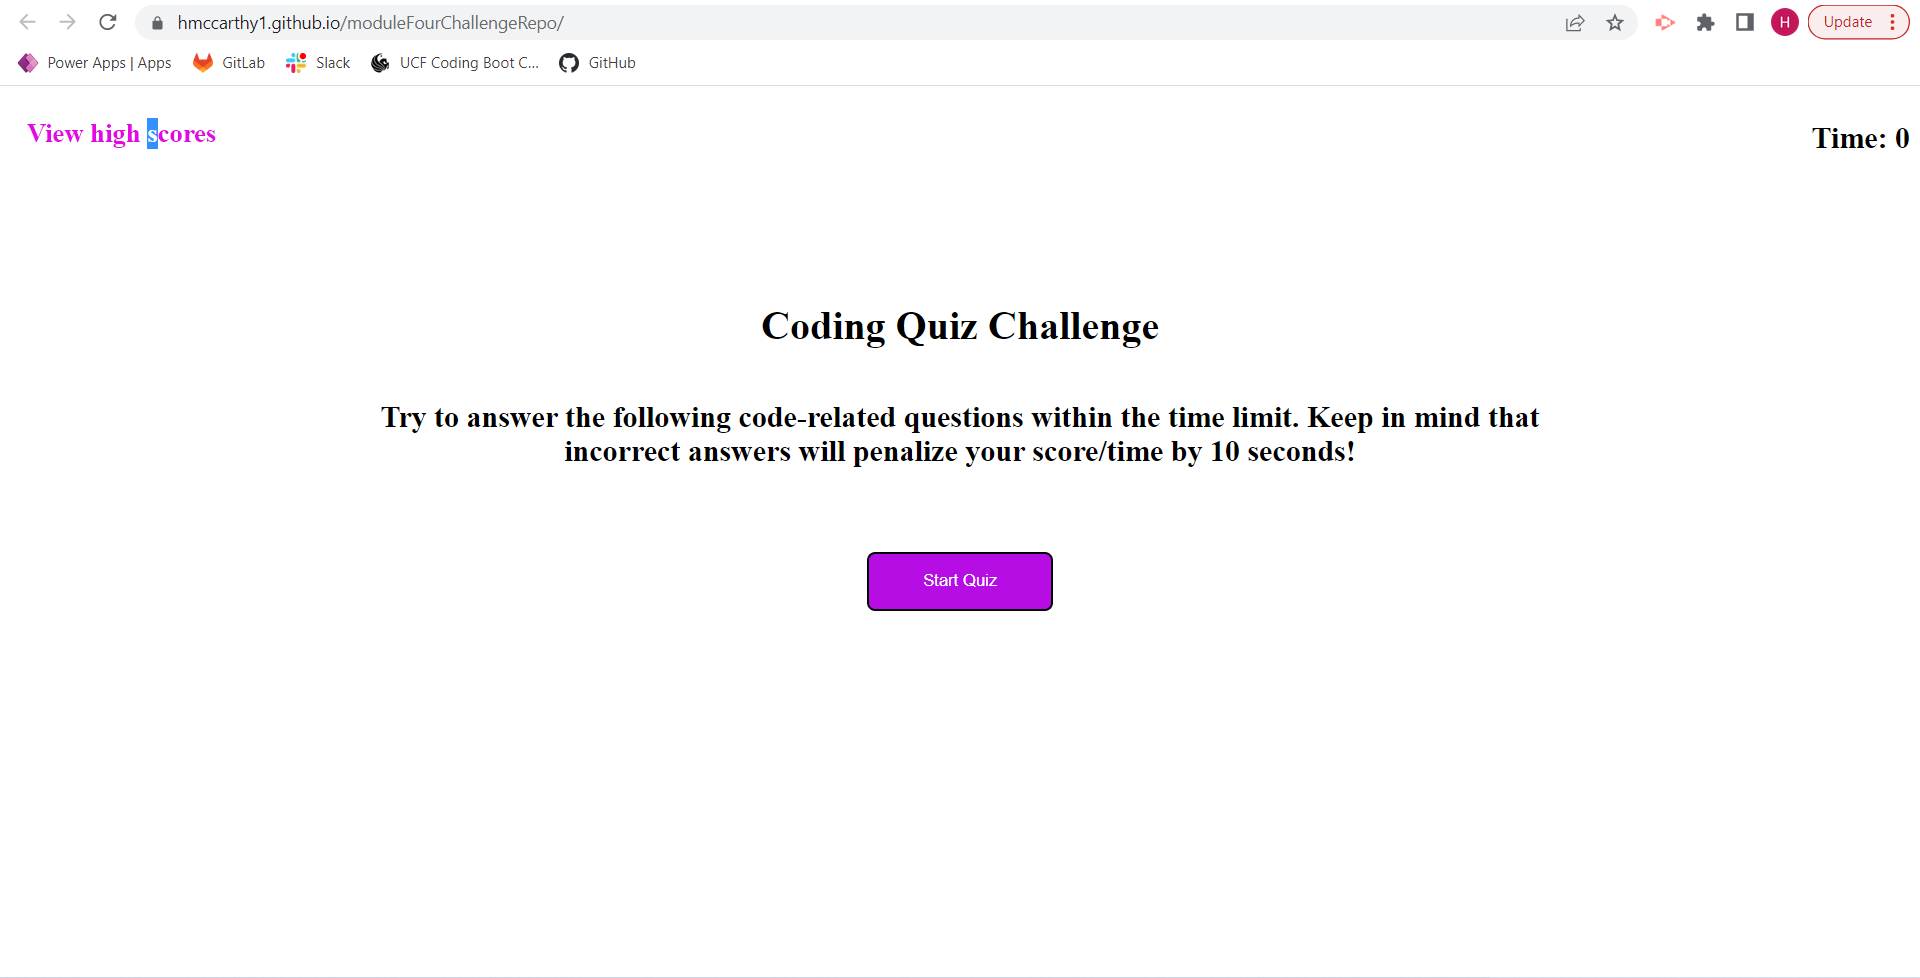 hmccarthy1.github.io/moduleFourChallengeRepo/
H
Update
Power Apps | Apps
GitLab
Slack
UCF Coding Boot C...
GitHub
View high scores
Time: 0
Coding Quiz Challenge
Try to answer the following code-related questions within the time limit. Keep in mind that
incorrect answers will penalize your score/time by 10 seconds!
Start Quiz